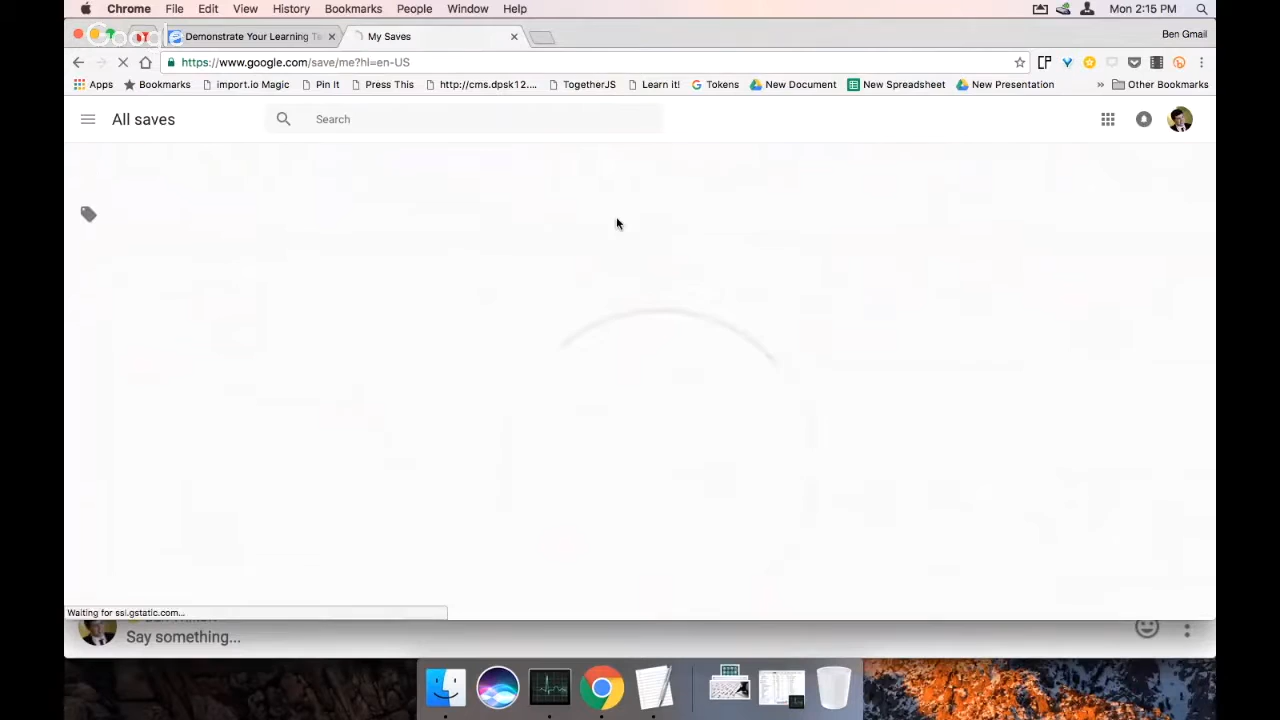 Chrome File Edit View History Bookmarks People Window Help Mon 2:15 PM
Google Demonstrate Your Learning T My Saves Ben Gmail
https://www.google.com/save/me?hl=en-US
Apps Bookmarks import.io Magic Pin It Press This http://cms.dpsk12.... TogetherJS Learn it! Tokens New Document New Spreadsheet New Presentation » Other Bookmarks
All saves Search
Waiting for ssl.gstatic.com...
Say something...